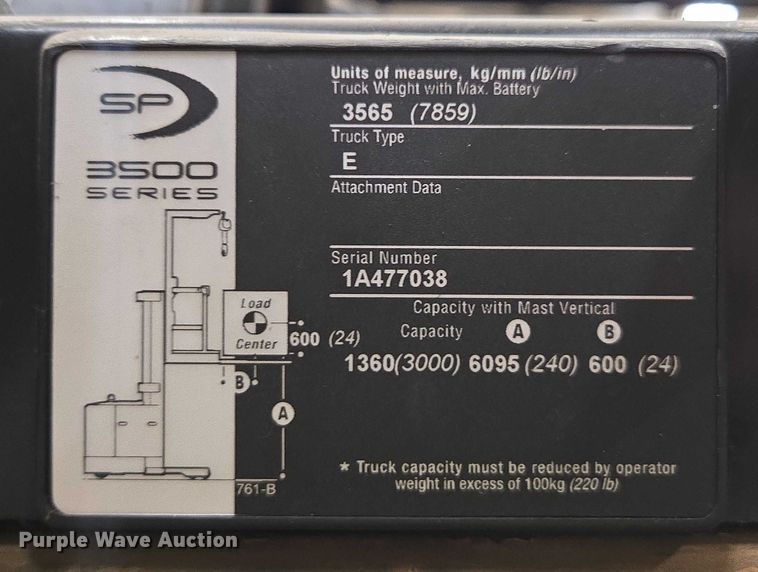 SP
3500
SERIES
Load
Center
600 (24)
B
A
761-B
Units of measure, kg/mm (lb/in)
Truck Weight with Max. Battery
3565 (7859)
Truck Type
E
Attachment Data
Serial Number
1A477038
Capacity with Mast Vertical
Capacity A B
1360(3000) 6095(240) 600 (24)
* Truck capacity must be reduced by operator
weight in excess of 100kg (220 lb)
Purple Wave Auction